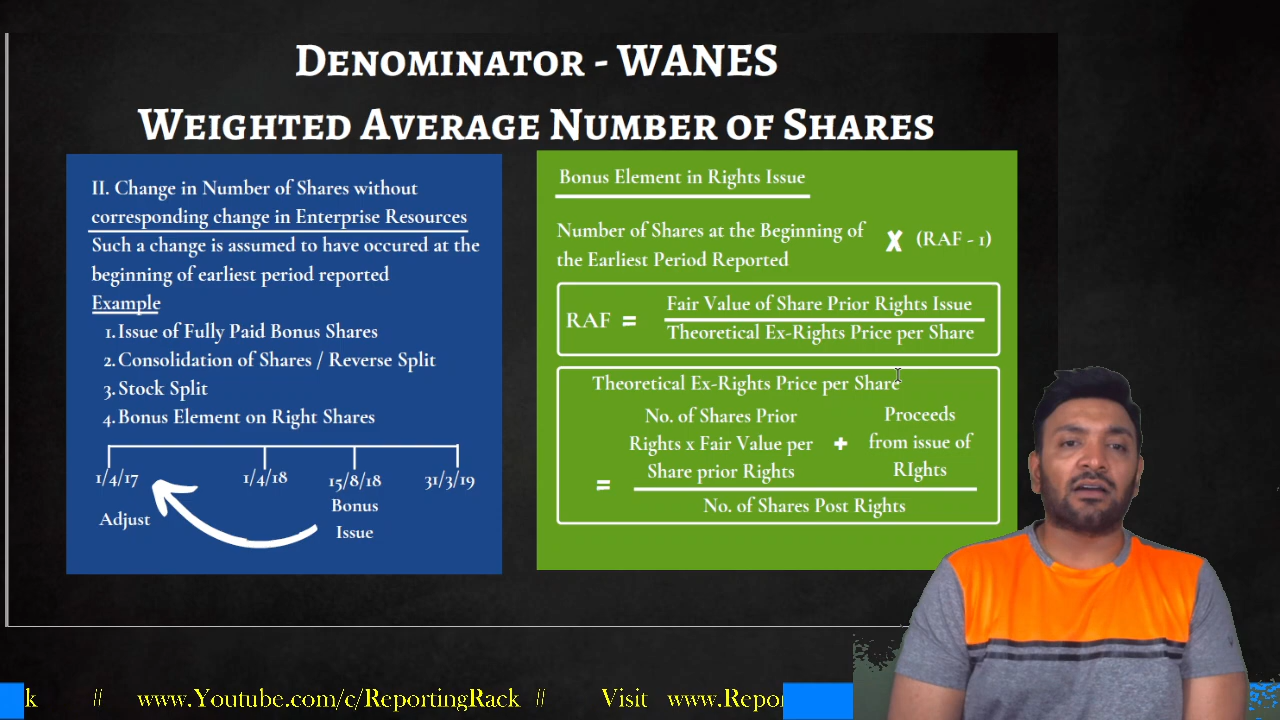 Denominator - WANES
Weighted Average Number of Shares
II. Change in Number of Shares without
corresponding change in Enterprise Resources
Such a change is assumed to have occured at the
beginning of earliest period reported
Example
1. Issue of Fully Paid Bonus Shares
2. Consolidation of Shares / Reverse Split
3. Stock Split
4. Bonus Element on Right Shares
1/4/17 1/4/18 15/8/18 31/3/19
Adjust
Bonus
Issue
Bonus Element in Rights Issue
Number of Shares at the Beginning of
the Earliest Period Reported
X (RAF - 1)
RAF =
Fair Value of Share Prior Rights Issue
Theoretical Ex-Rights Price per Share
Theoretical Ex-Rights Price per Share
=
No. of Shares Prior
Rights x Fair Value per
Share prior Rights
+
Proceeds
from issue of
RIghts
No. of Shares Post Rights
k # www.Youtube.com/c/ReportingRack # Visit www.Repor